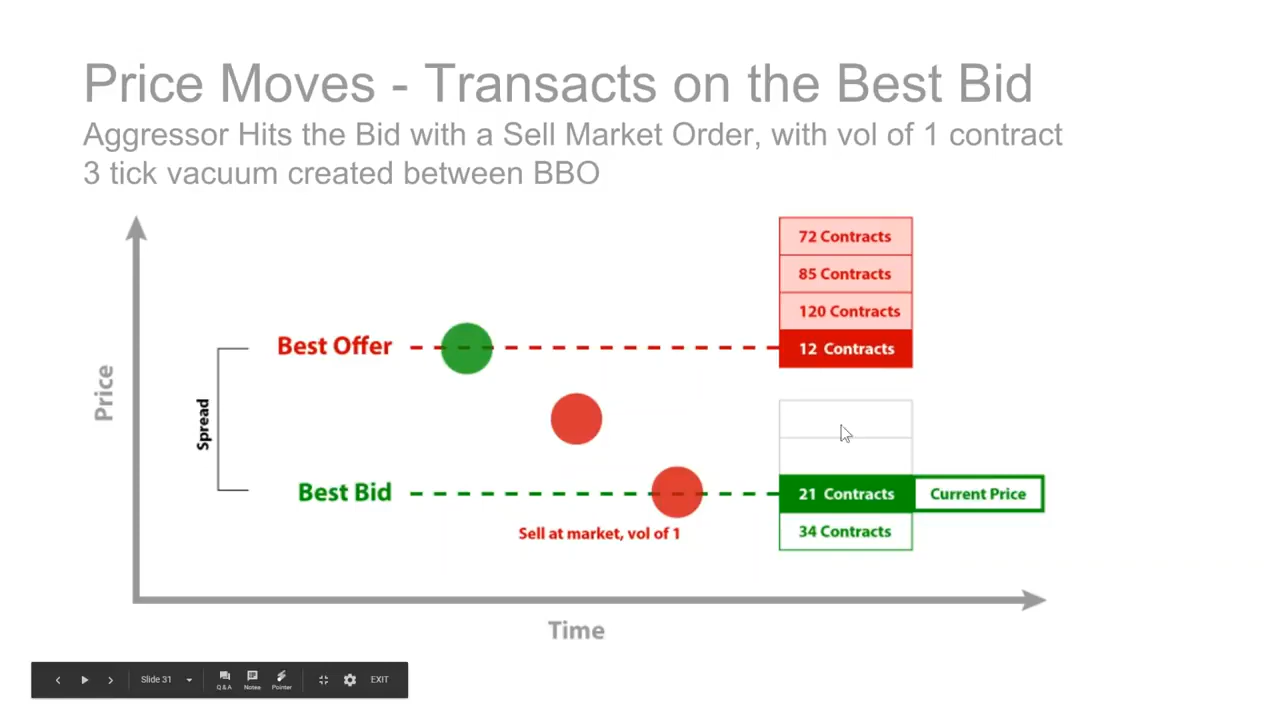 Price Moves - Transacts on the Best Bid
Aggressor Hits the Bid with a Sell Market Order, with vol of 1 contract
3 tick vacuum created between BBO
72 Contracts
85 Contracts
120 Contracts
Best Offer
12 Contracts
Price
Spread
Best Bid
21 Contracts
Current Price
Sell at market, vol of 1
34 Contracts
Time
Slide 31
Q & A
Notes
Pointer
EXIT